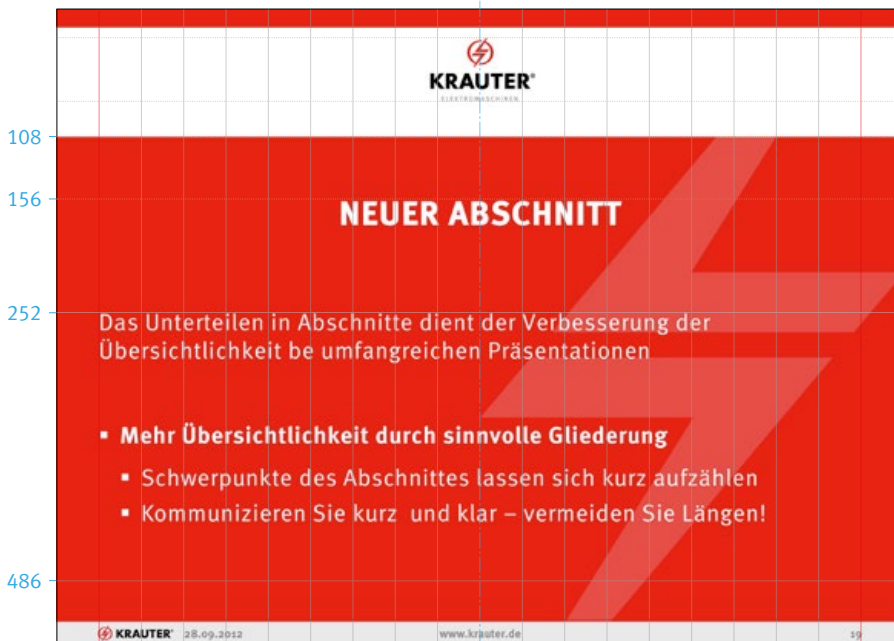 KRAUTER®
ELEKTROMASCHINEN
108
156
NEUER ABSCHNITT
252
Das Unterteilen in Abschnitte dient der Verbesserung der
Übersichtlichkeit be umfangreichen Präsentationen
▪ Mehr Übersichtlichkeit durch sinnvolle Gliederung
▪ Schwerpunkte des Abschnittes lassen sich kurz aufzählen
▪ Kommunizieren Sie kurz und klar – vermeiden Sie Längen!
486
KRAUTER® 28.09.2012 www.krauter.de 19